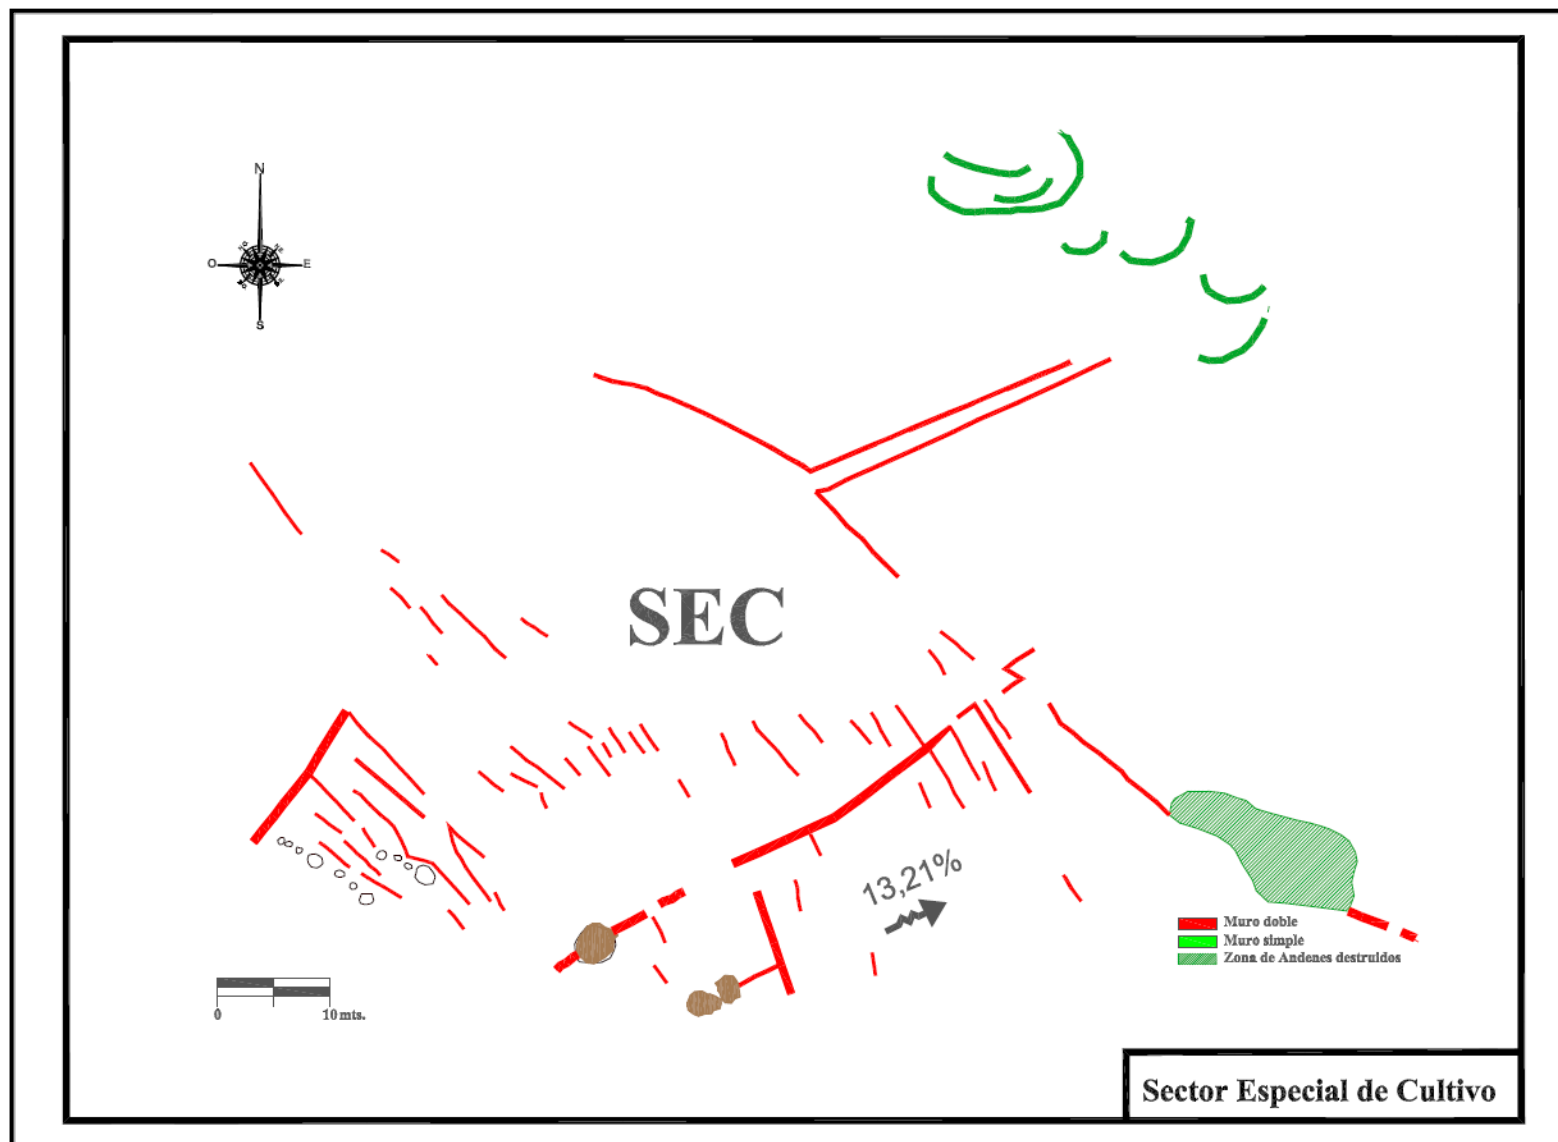 N
O E
S
SEC
13,21%
Muro doble
Muro simple
Zona de Andenes destruidos
0 10 mts.
Sector Especial de Cultivo